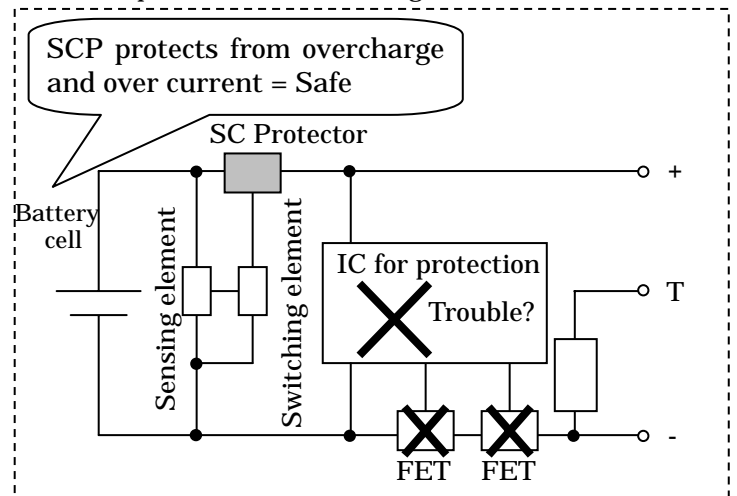 SCP protects from overcharge
and over current = Safe
SC Protector
+
Battery
cell
Sensing element
Switching element
IC for protection
Trouble?
T
-
FET FET